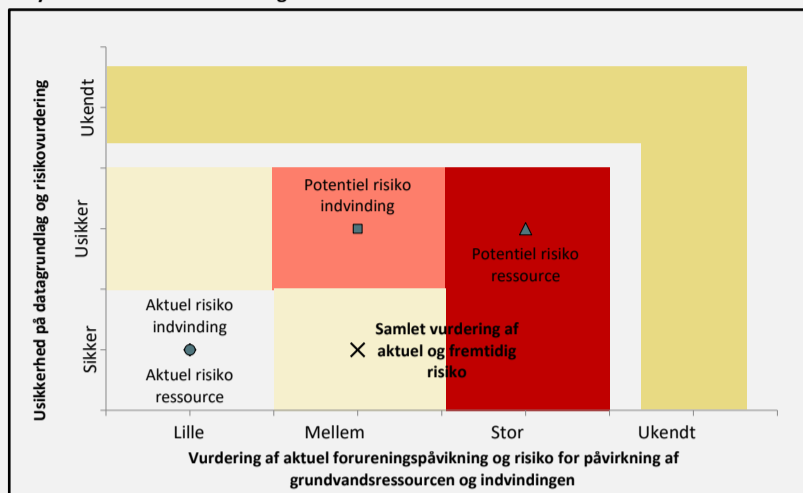 Usikkerhed på datagrundlag og risikovurdering
Ukendt
Usikker
Sikker
Potentiel risiko
indvinding
Potentiel risiko
ressource
Aktuel risiko
indvinding
Aktuel risiko
ressource
Samlet vurdering af
aktuel og fremtidig
risiko
Lille
Mellem
Stor
Ukendt
Vurdering af aktuel forureningspåvikning og risiko for påvirkning af
grundvandsressourcen og indvindingen